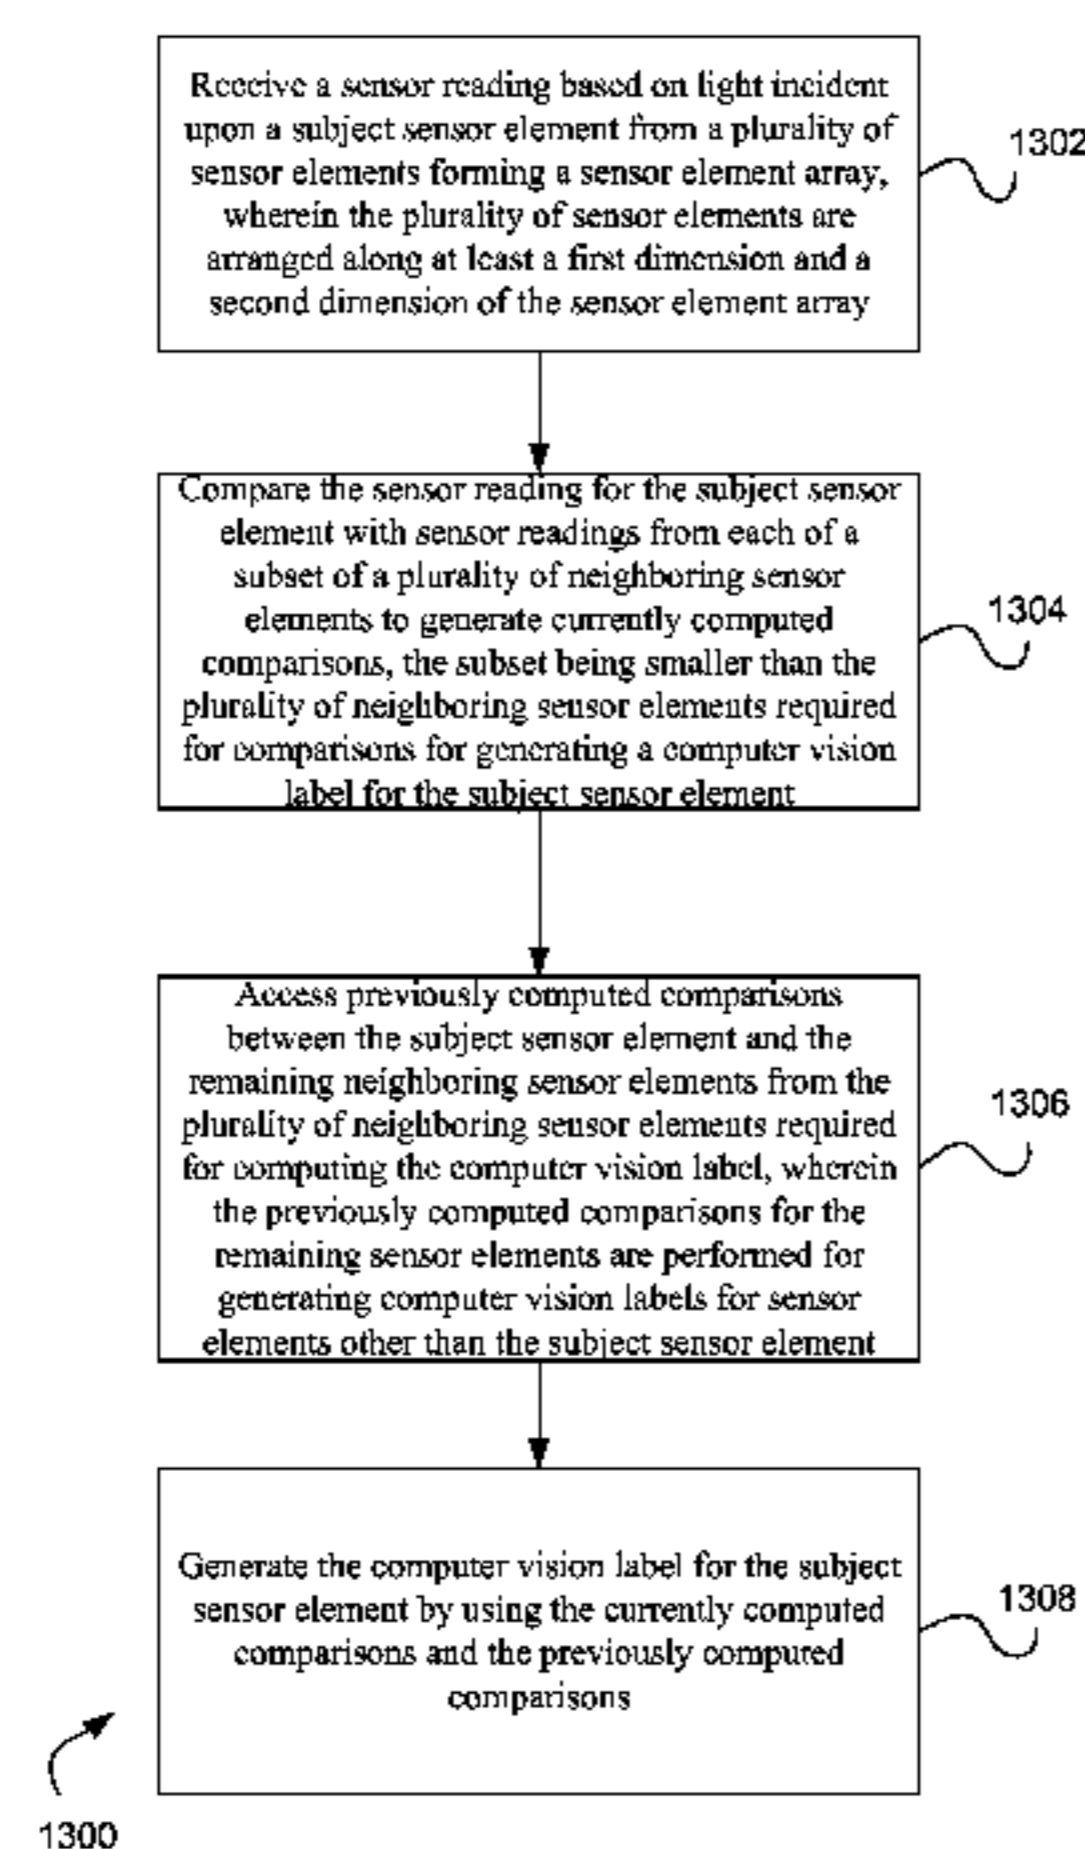 Receive a sensor reading based on light incident
upon a subject sensor element from a plurality of
sensor elements forming a sensor element array,
wherein the plurality of sensor elements are
arranged along at least a first dimension and a
second dimension of the sensor element array
1302
Compare the sensor reading for the subject sensor
element with sensor readings from each of a
subset of a plurality of neighboring sensor
elements to generate currently computed
comparisons, the subset being smaller than the
plurality of neighboring sensor elements required
for comparisons for generating a computer vision
label for the subject sensor element
1304
Access previously computed comparisons
between the subject sensor element and the
remaining neighboring sensor elements from the
plurality of neighboring sensor elements required
for computing the computer vision label, wherein
the previously computed comparisons for the
remaining sensor elements are performed for
generating computer vision labels for sensor
elements other than the subject sensor element
1306
Generate the computer vision label for the subject
sensor element by using the currently computed
comparisons and the previously computed
comparisons
1308
1300